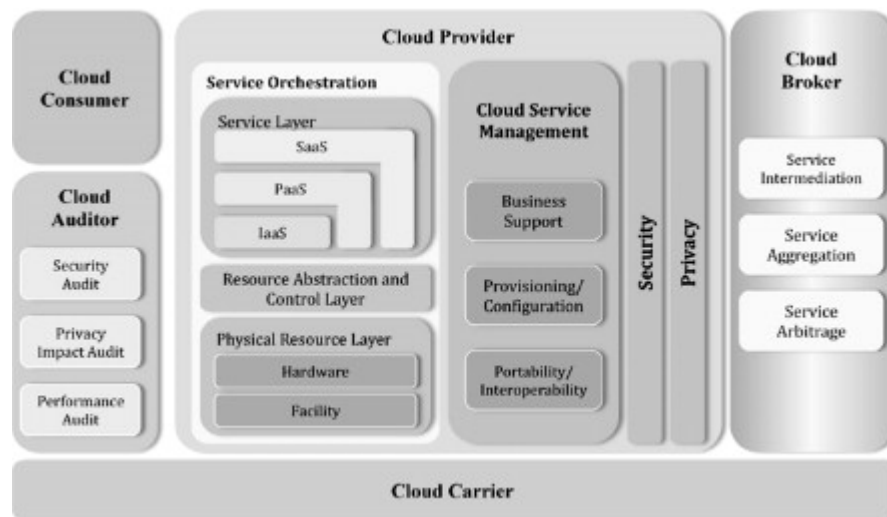 Cloud
Consumer
Cloud
Auditor
Security
Audit
Privacy
Impact Audit
Performance
Audit
Cloud Provider
Service Orchestration
Service Layer
SaaS
PaaS
IaaS
Resource Abstraction and
Control Layer
Physical Resource Layer
Hardware
Facility
Cloud Service
Management
Business
Support
Provisioning/
Configuration
Portability/
Interoperability
Security
Privacy
Cloud
Broker
Service
Intermediation
Service
Aggregation
Service
Arbitrage
Cloud Carrier